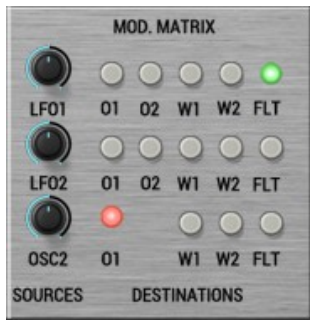 MOD. MATRIX
LFO1 O1 O2 W1 W2 FLT
LFO2 O1 O2 W1 W2 FLT
OSC2 O1 W1 W2 FLT
SOURCES DESTINATIONS